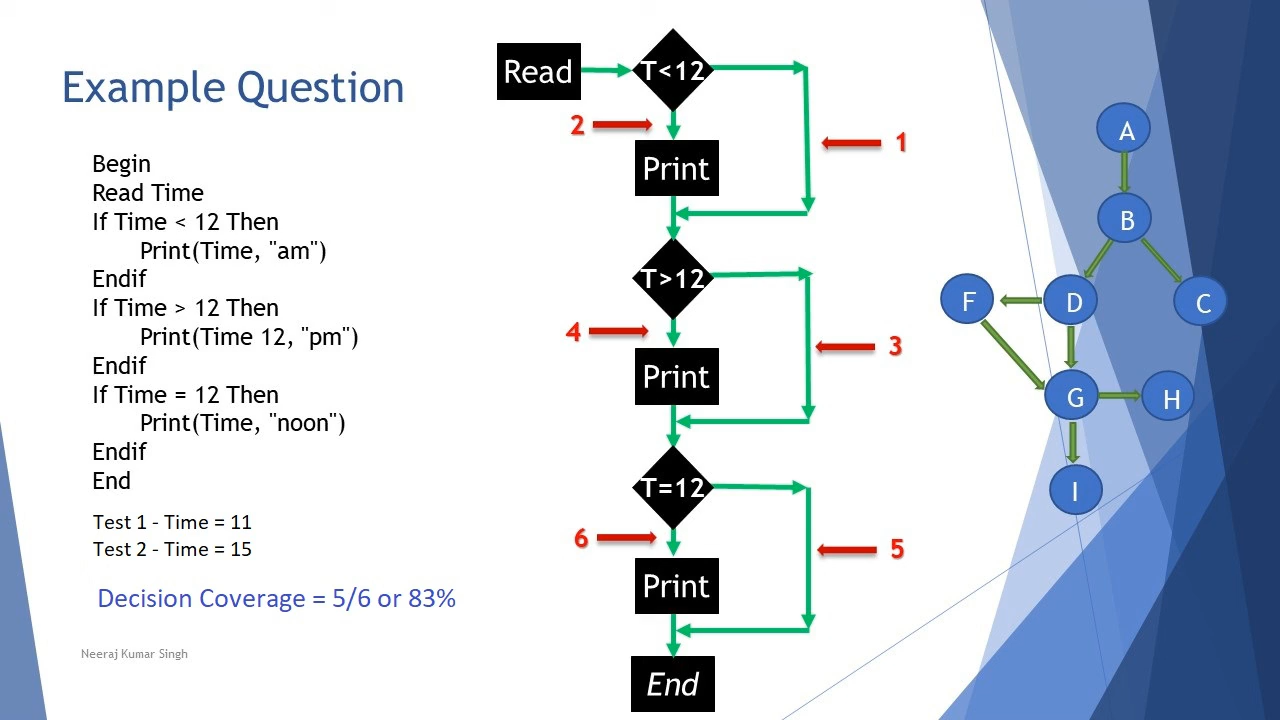 Example Question
Begin
Read Time
If Time < 12 Then
Print(Time, "am")
Endif
If Time > 12 Then
Print(Time 12, "pm")
Endif
If Time = 12 Then
Print(Time, "noon")
Endif
End
Test 1 - Time = 11
Test 2 - Time = 15
Decision Coverage = 5/6 or 83%
Neeraj Kumar Singh
Read
T<12
2
1
Print
T>12
4
3
Print
T=12
6
5
Print
End
A
B
F
D
C
G
H
I